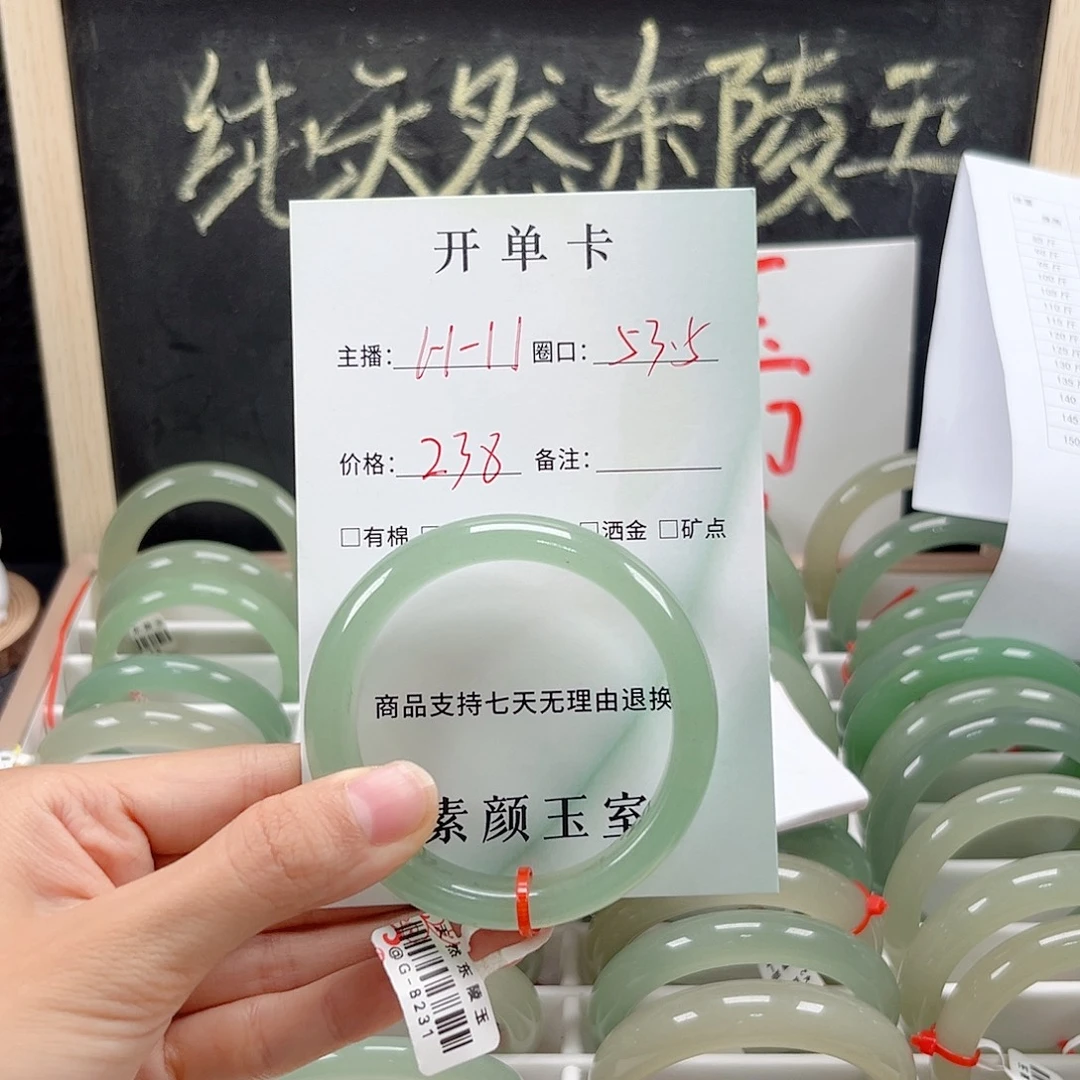 纯天然东陵玉
开单卡
主播： H-11 圈口： 53.5
价格： 238 备注：
□有棉 □洒金 □矿点
商品支持七天无理由退换
素颜玉室
天然东陵玉
@G-8231